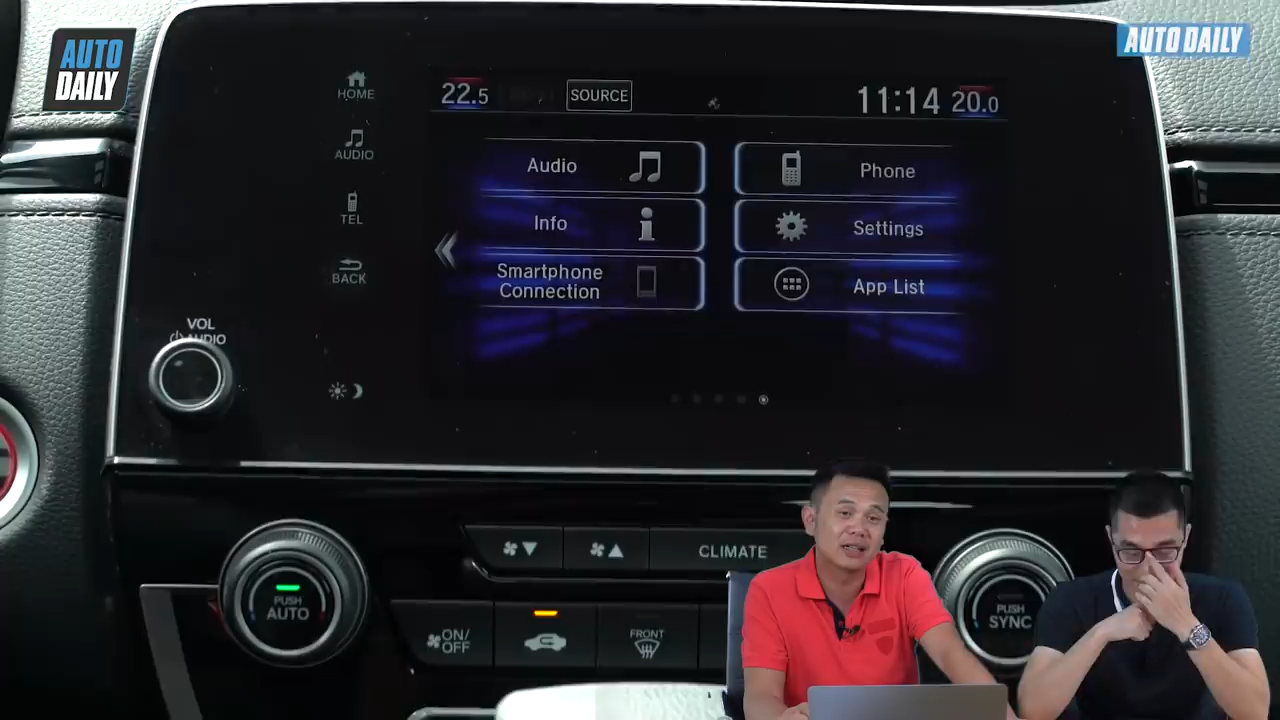 AUTO
DAILY
AUTO DAILY
HOME
AUDIO
TEL
BACK
VOL
AUDIO
22.5
SOURCE
11:14
20.0
Audio
Phone
Info
Settings
Smartphone
Connection
App List
CLIMATE
PUSH
AUTO
ON/
OFF
FRONT
PUSH
SYNC